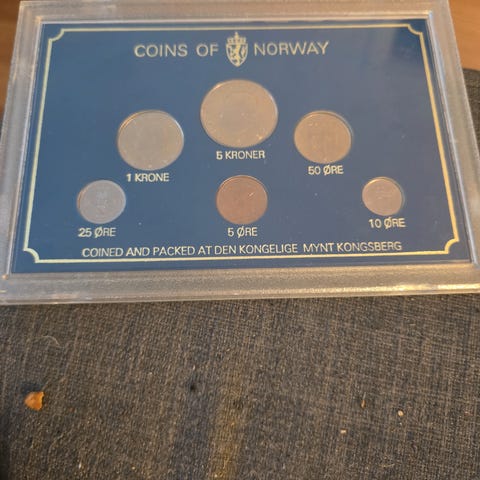 COINS OF NORWAY
5 KRONER
1 KRONE
50 ØRE
25 ØRE
5 ØRE
10 ØRE
COINED AND PACKED AT DEN KONGELIGE MYNT KONGSBERG